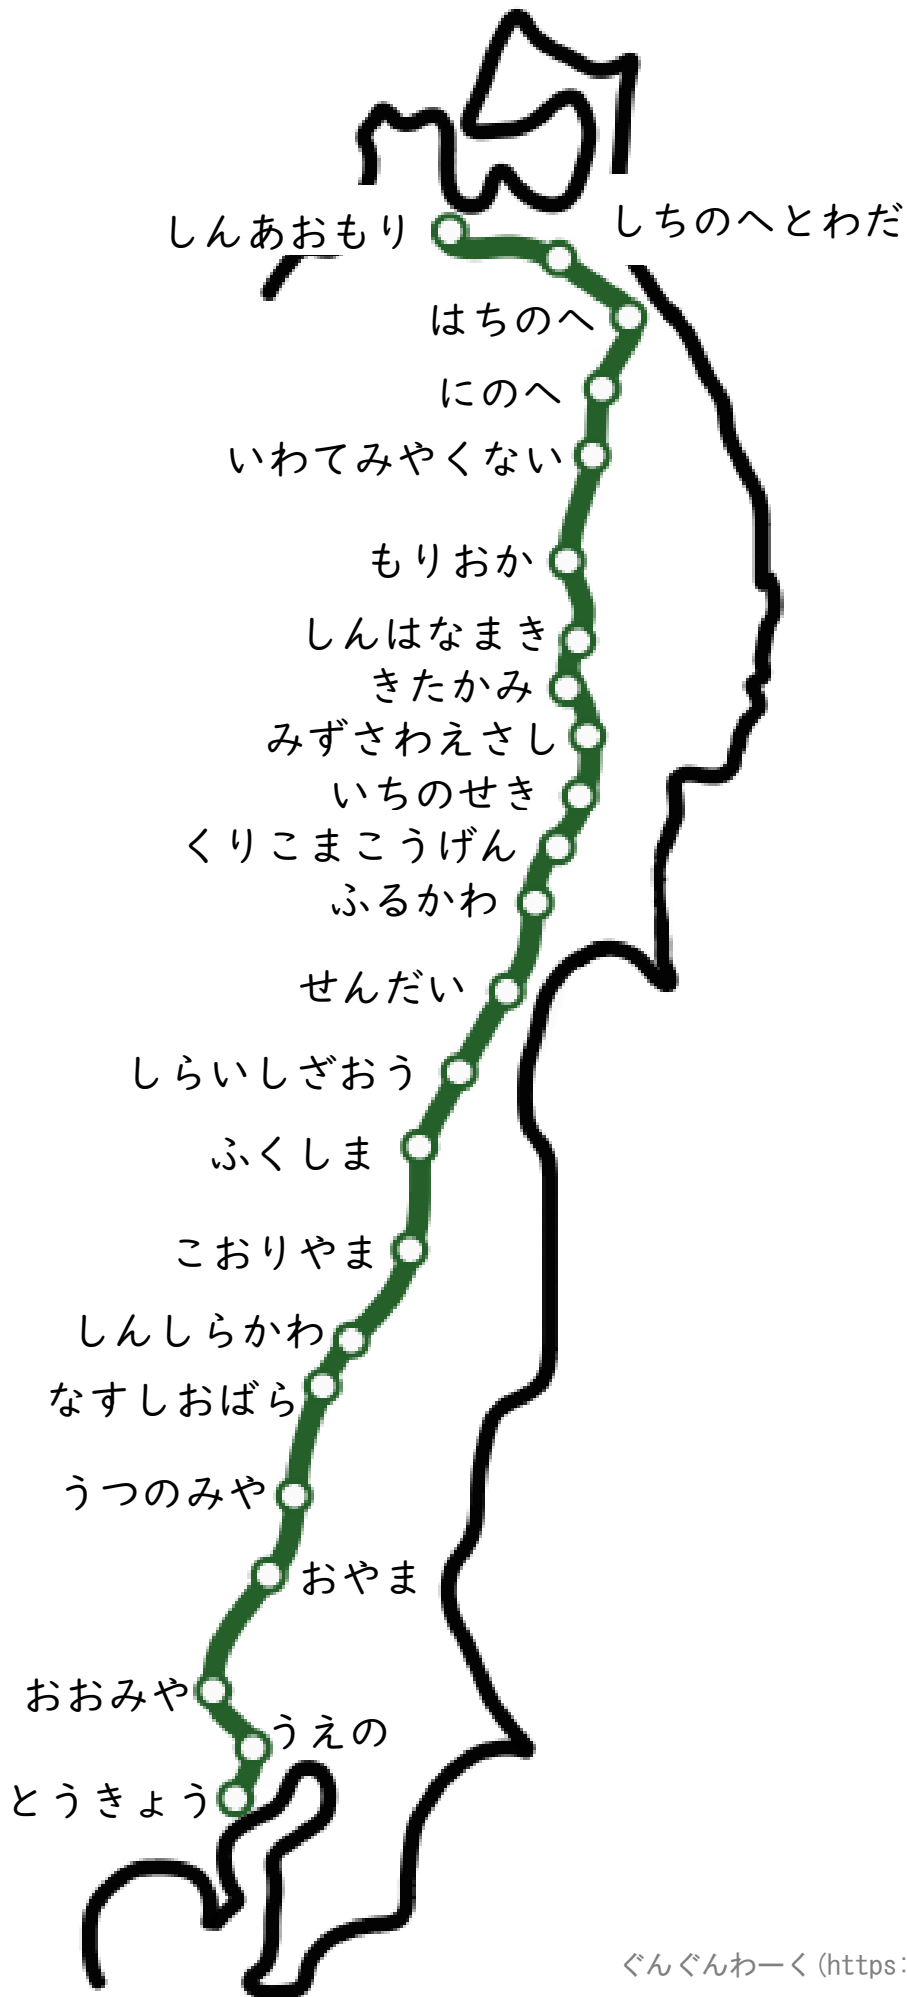 しんあおもり
しちのへとわだ
はちのへ
にのへ
いわてみやくない
もりおか
しんはなまき
きたかみ
みずさわえさし
いちのせき
くりこまこうげん
ふるかわ
せんだい
しらいしざおう
ふくしま
こおりやま
しんしらかわ
なすしおばら
うつのみや
おやま
おおみや
うえの
とうきょう
ぐんぐんわーく(https: